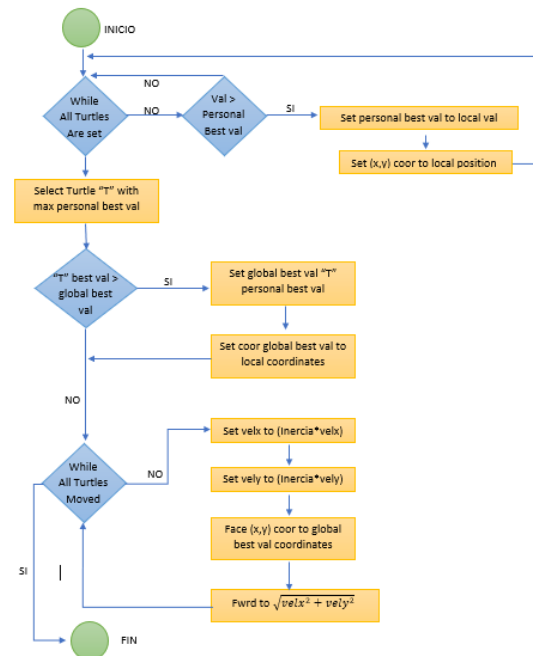 INICIO
NO
While
All Turtles
Are set
NO
Val >
Personal
Best val
SI
Set personal best val to local val
Set (x,y) coor to local position
Select Turtle “T” with
max personal best val
“T” best val >
global best
val
SI
Set global best val “T”
personal best val
Set coor global best val to
local coordinates
NO
While
All Turtles
Moved
NO
Set velx to (Inercia*velx)
Set vely to (Inercia*vely)
Face (x,y) coor to global
best val coordinates
Fwrd to √velx² + vely²
SI
FIN